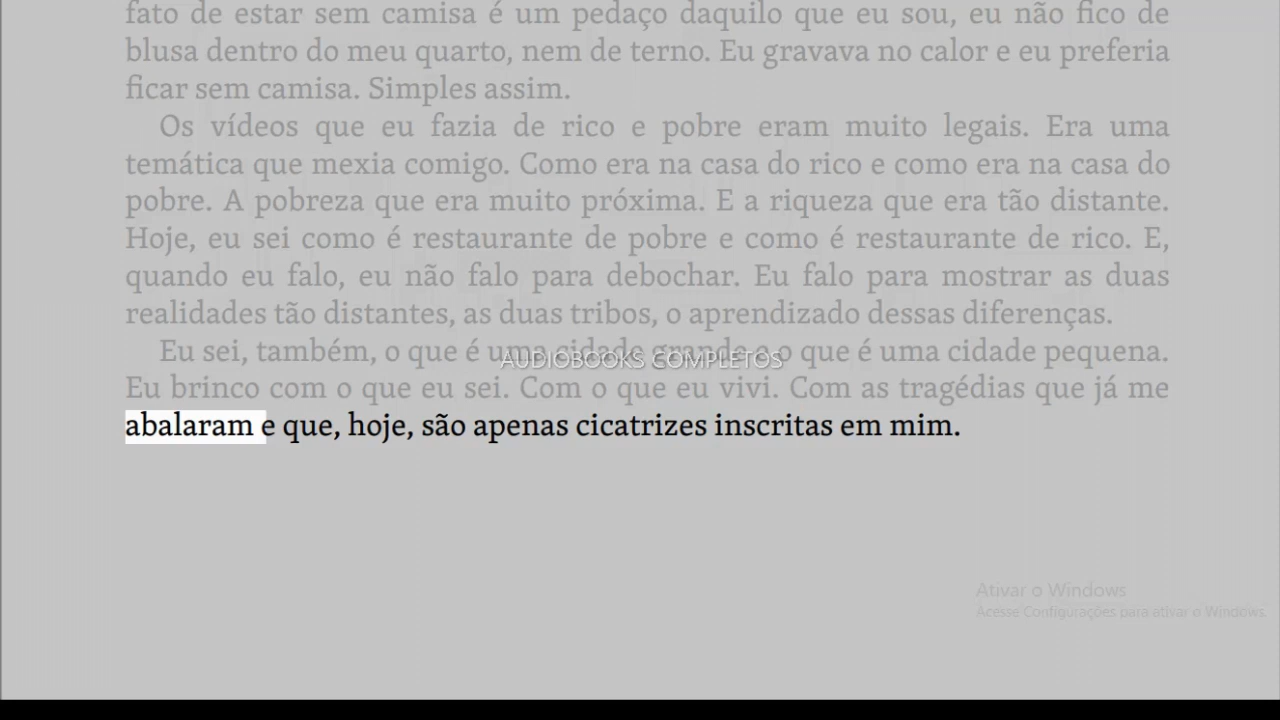 fato de estar sem camisa é um pedaço daquilo que eu sou, eu não fico de
blusa dentro do meu quarto, nem de terno. Eu gravava no calor e eu preferia
ficar sem camisa. Simples assim.
Os vídeos que eu fazia de rico e pobre eram muito legais. Era uma
temática que mexia comigo. Como era na casa do rico e como era na casa do
pobre. A pobreza que era muito próxima. E a riqueza que era tão distante.
Hoje, eu sei como é restaurante de pobre e como é restaurante de rico. E,
quando eu falo, eu não falo para debochar. Eu falo para mostrar as duas
realidades tão distantes, as duas tribos, o aprendizado dessas diferenças.
Eu sei, também, o que é uma cidade grande e o que é uma cidade pequena.
AUDIOBOOKS COMPLETOS
Eu brinco com o que eu sei. Com o que eu vivi. Com as tragédias que já me
abalaram e que, hoje, são apenas cicatrizes inscritas em mim.
Ativar o Windows
Acesse Configurações para ativar o Windows.